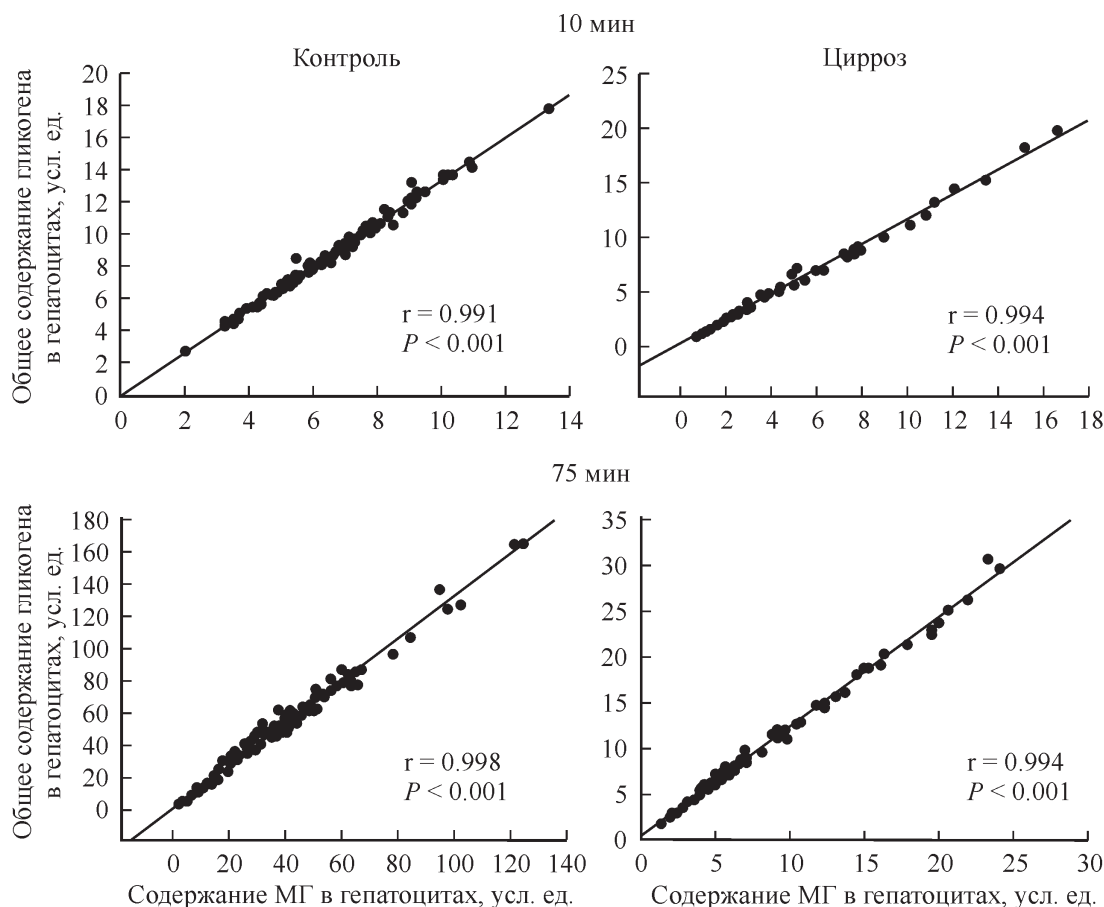 10 мин
Контроль
Цирроз
Общее содержание гликогена
в гепатоцитах, усл. ед.
20
18
16
14
12
10
8
6
4
2
0
r = 0.991
P < 0.001
0 2 4 6 8 10 12 14
25
20
15
10
5
0
r = 0.994
P < 0.001
0 2 4 6 8 10 12 14 16 18
75 мин
Общее содержание гликогена
в гепатоцитах, усл. ед.
180
160
140
120
100
80
60
40
20
0
r = 0.998
P < 0.001
0 20 40 60 80 100 120 140
Содержание МГ в гепатоцитах, усл. ед.
35
30
25
20
15
10
5
0
r = 0.994
P < 0.001
0 5 10 15 20 25 30
Содержание МГ в гепатоцитах, усл. ед.